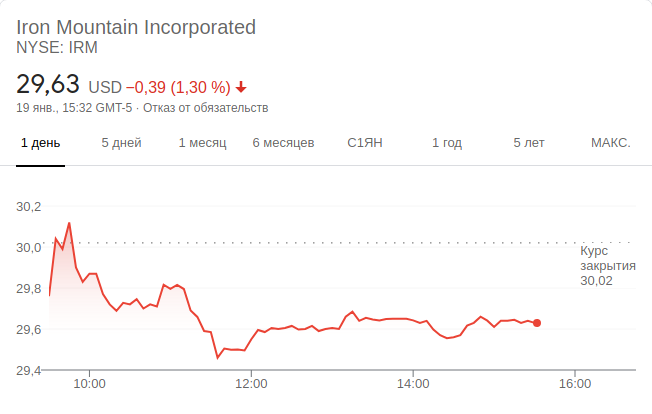 Iron Mountain Incorporated
NYSE: IRM
29,63 USD −0,39 (1,30 %)
19 янв., 15:32 GMT-5 · Отказ от обязательств
1 день 5 дней 1 месяц 6 месяцев С1ЯН 1 год 5 лет МАКС.
30,2
30,0
Курс
закрытия
30,02
29,8
29,6
29,4
10:00 12:00 14:00 16:00